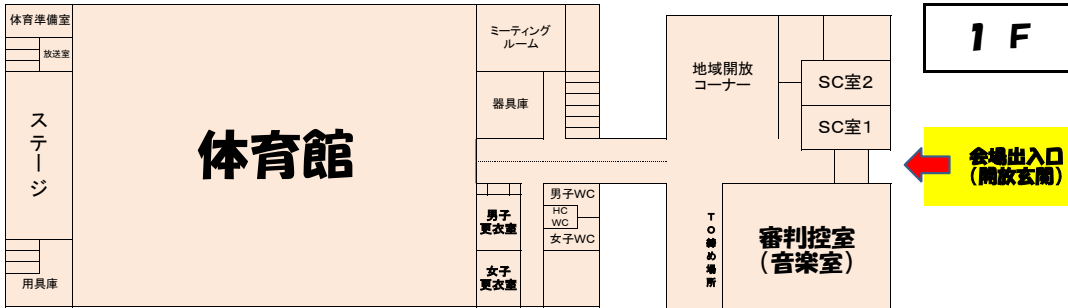 体育準備室
放送室
ステージ
用具庫
体育館
ミーティング
ルーム
器具庫
男子
更衣室
女子
更衣室
男子WC
HC
WC
女子WC
地域開放
コーナー
SC室2
SC室1
TO締め場所
審判控室
(音楽室)
1 F
会場出入口
(開放玄関)